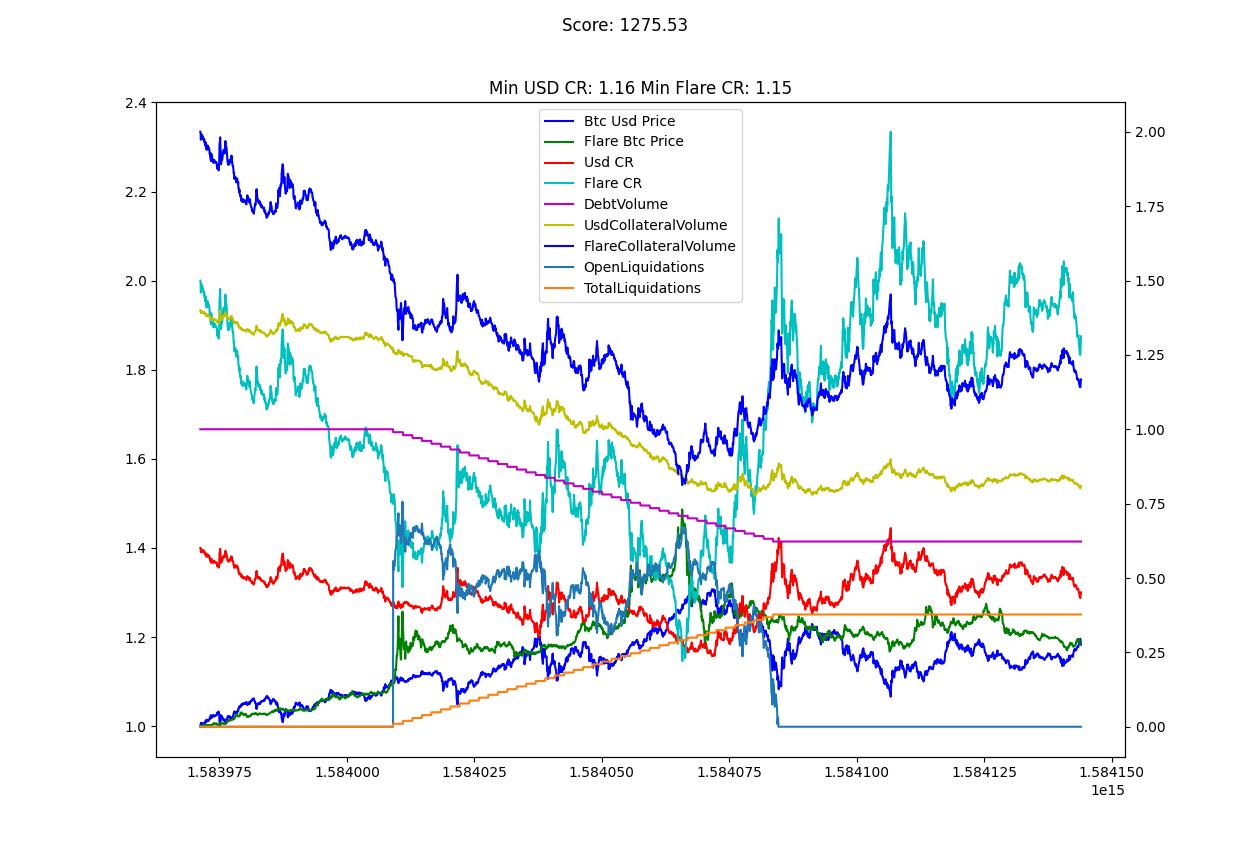 Score: 1275.53
Min USD CR: 1.16 Min Flare CR: 1.15
2.4
2.2
2.0
1.8
1.6
1.4
1.2
1.0
Btc Usd Price
Flare Btc Price
Usd CR
Flare CR
DebtVolume
UsdCollateralVolume
FlareCollateralVolume
OpenLiquidations
TotalLiquidations
2.00
1.75
1.50
1.25
1.00
0.75
0.50
0.25
0.00
1.583975 1.584000 1.584025 1.584050 1.584075 1.584100 1.584125 1.584150
1e15